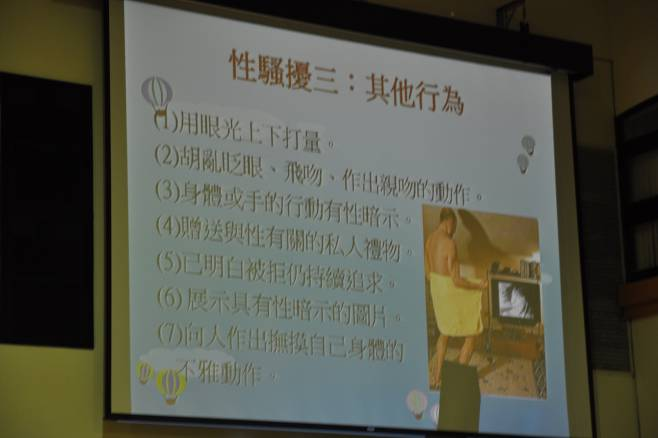 性騷擾三：其他行為
(1)用眼光上下打量。
(2)胡亂眨眼、飛吻、作出親吻的動作。
(3)身體或手的行動有性暗示。
(4)贈送與性有關的私人禮物。
(5)已明白被拒仍持續追求。
(6)展示具有性暗示的圖片。
(7)向人作出撫摸自己身體的
不雅動作。